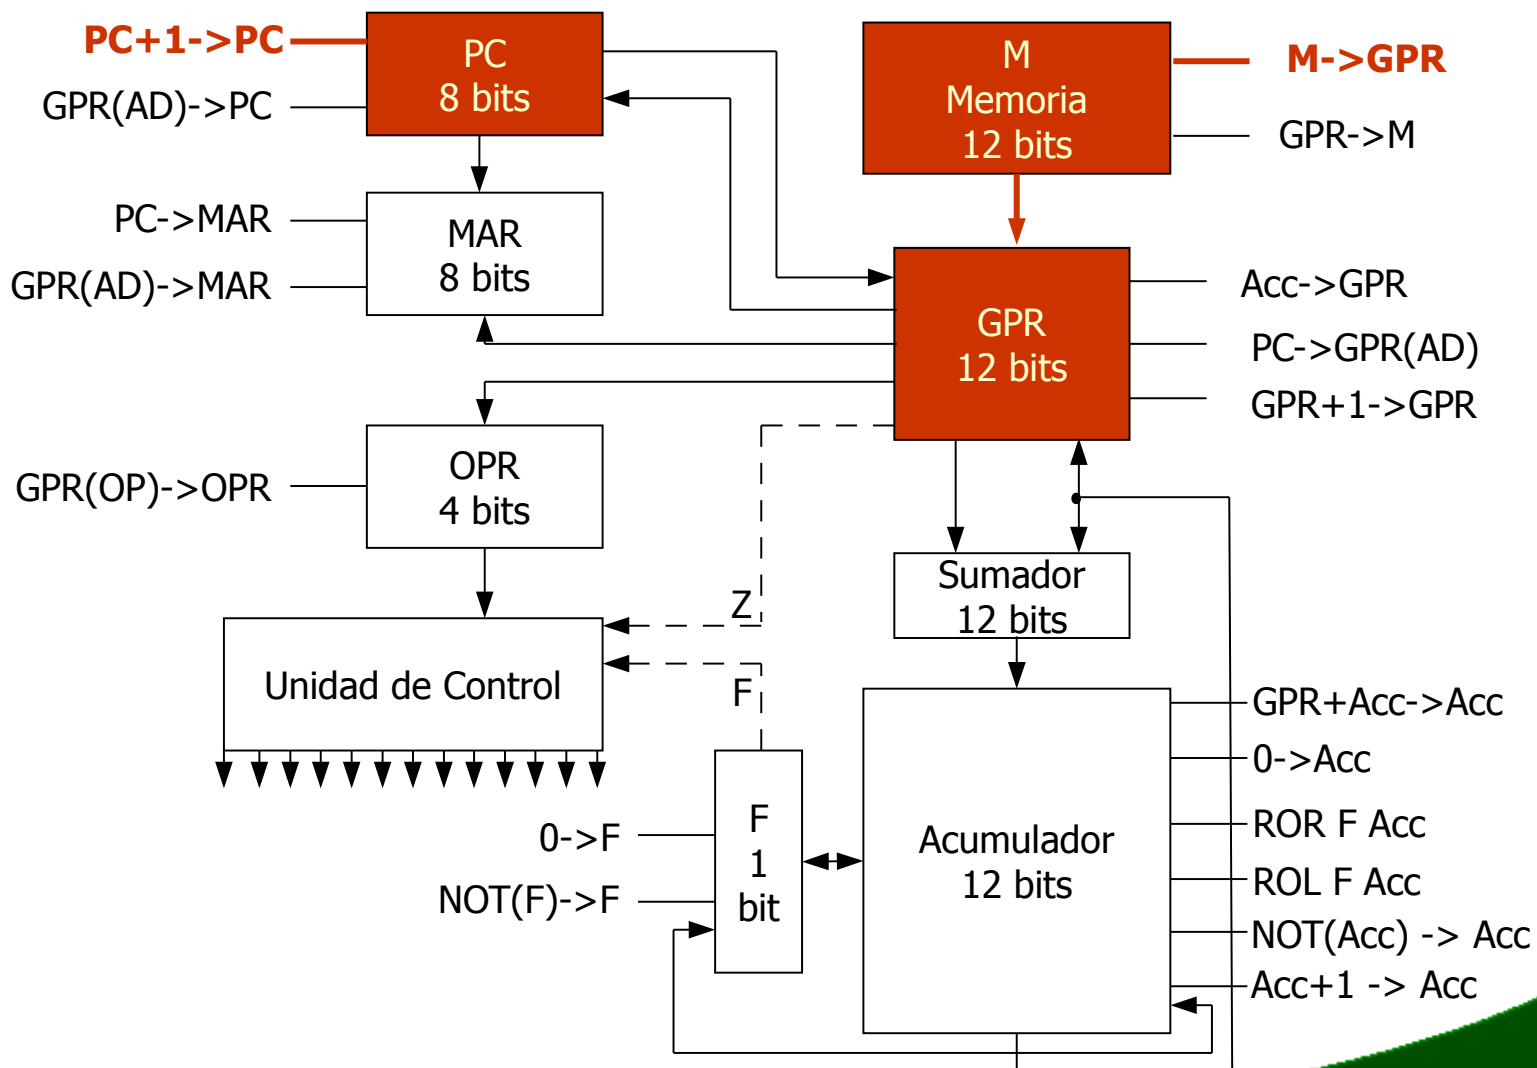 PC+1->PC
GPR(AD)->PC
PC
8 bits
M
Memoria
12 bits
M->GPR
GPR->M
PC->MAR
GPR(AD)->MAR
MAR
8 bits
GPR
12 bits
Acc->GPR
PC->GPR(AD)
GPR+1->GPR
GPR(OP)->OPR
OPR
4 bits
Sumador
12 bits
Z
F
Unidad de Control
0->F
NOT(F)->F
F
1
bit
Acumulador
12 bits
GPR+Acc->Acc
0->Acc
ROR F Acc
ROL F Acc
NOT(Acc) -> Acc
Acc+1 -> Acc